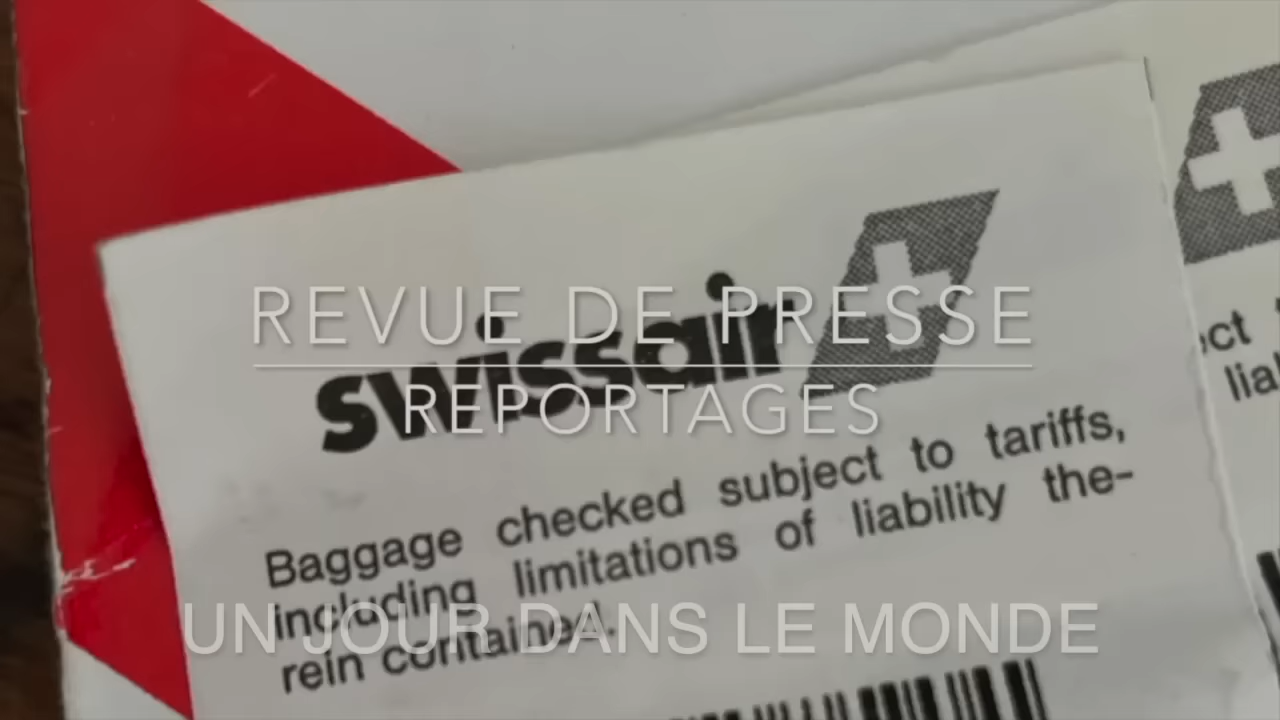 REVUE DE PRESSE
swissair
REPORTAGES
Baggage checked subject to tariffs,
including limitations of liability the-
rein contained.
UN JOUR DANS LE MONDE
ct
lia